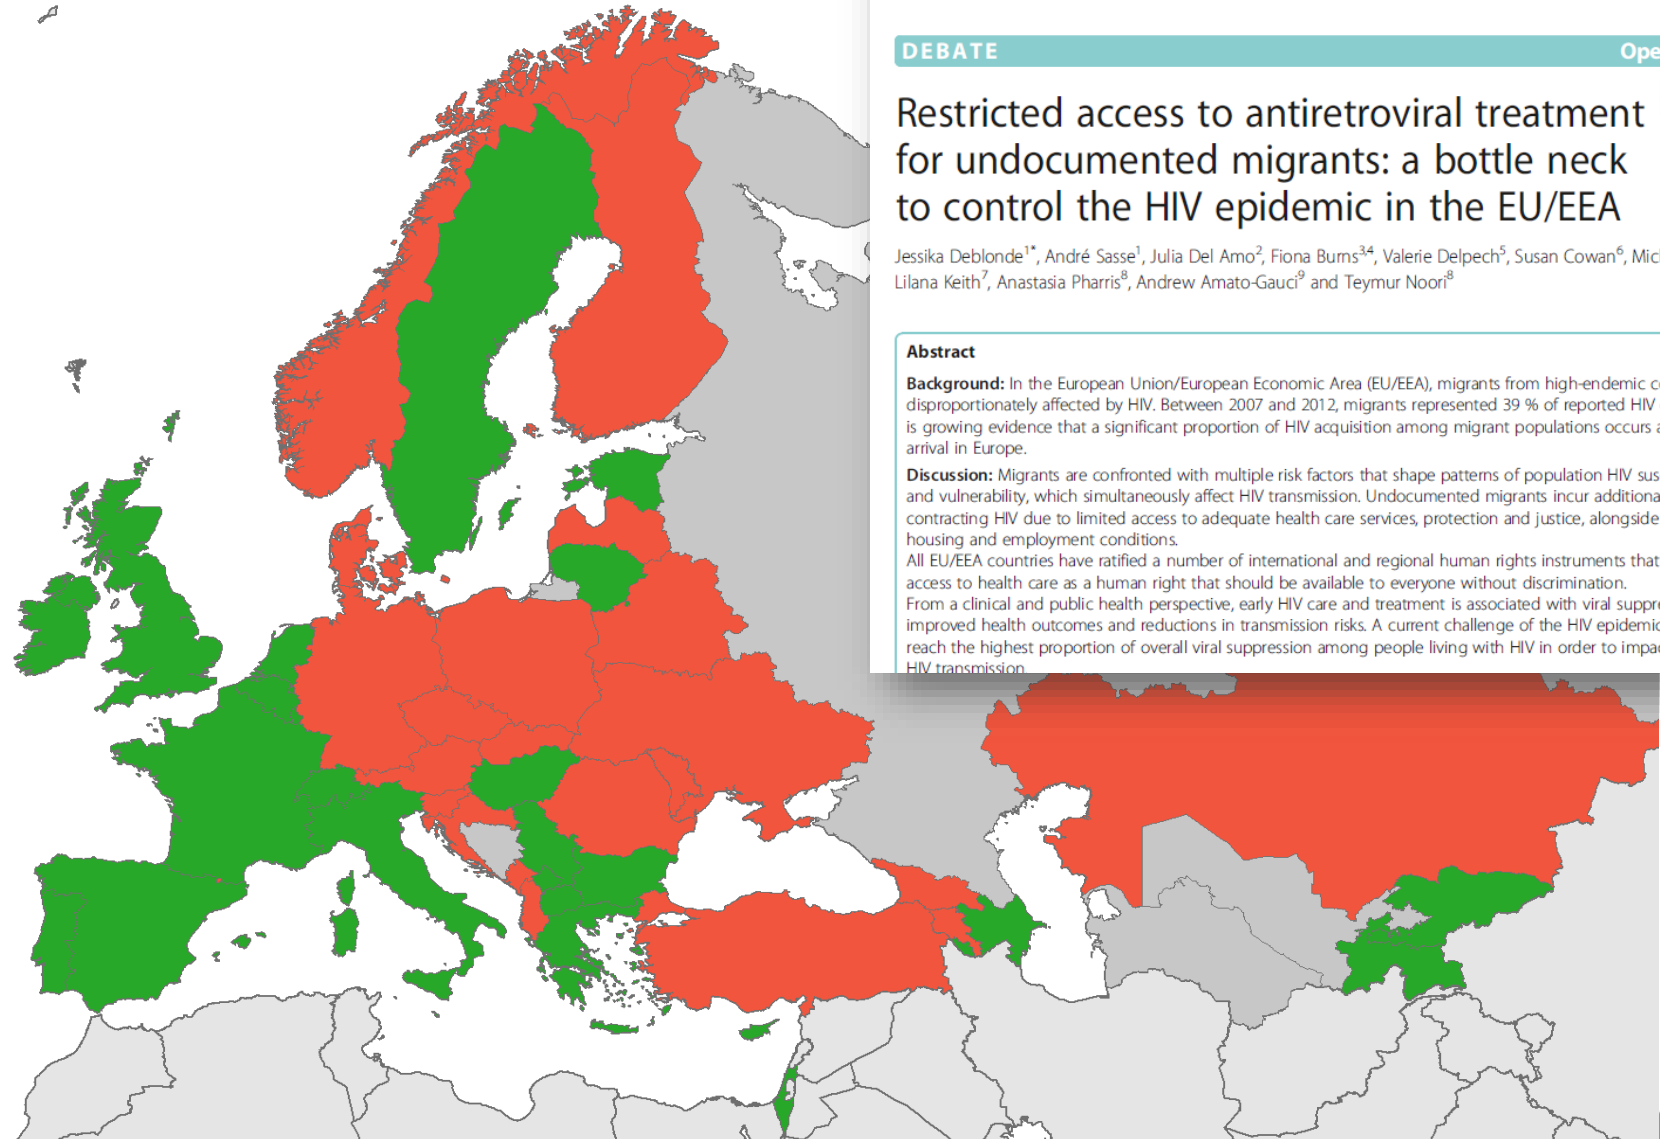 DEBATE
Ope
Restricted access to antiretroviral treatment
for undocumented migrants: a bottle neck
to control the HIV epidemic in the EU/EEA
Jessika Deblonde1*, André Sasse1, Julia Del Amo2, Fiona Burns3,4, Valerie Delpech5, Susan Cowan6, Mic
Lilana Keith7, Anastasia Pharris8, Andrew Amato-Gauci9 and Teymur Noori8
Abstract
Background: In the European Union/European Economic Area (EU/EEA), migrants from high-endemic c
disproportionately affected by HIV. Between 2007 and 2012, migrants represented 39 % of reported HIV
is growing evidence that a significant proportion of HIV acquisition among migrant populations occurs a
arrival in Europe.
Discussion: Migrants are confronted with multiple risk factors that shape patterns of population HIV sus
and vulnerability, which simultaneously affect HIV transmission. Undocumented migrants incur additiona
contracting HIV due to limited access to adequate health care services, protection and justice, alongside
housing and employment conditions.
All EU/EEA countries have ratified a number of international and regional human rights instruments that
access to health care as a human right that should be available to everyone without discrimination.
From a clinical and public health perspective, early HIV care and treatment is associated with viral suppre
improved health outcomes and reductions in transmission risks. A current challenge of the HIV epidemic
reach the highest proportion of overall viral suppression among people living with HIV in order to impa
HIV transmission